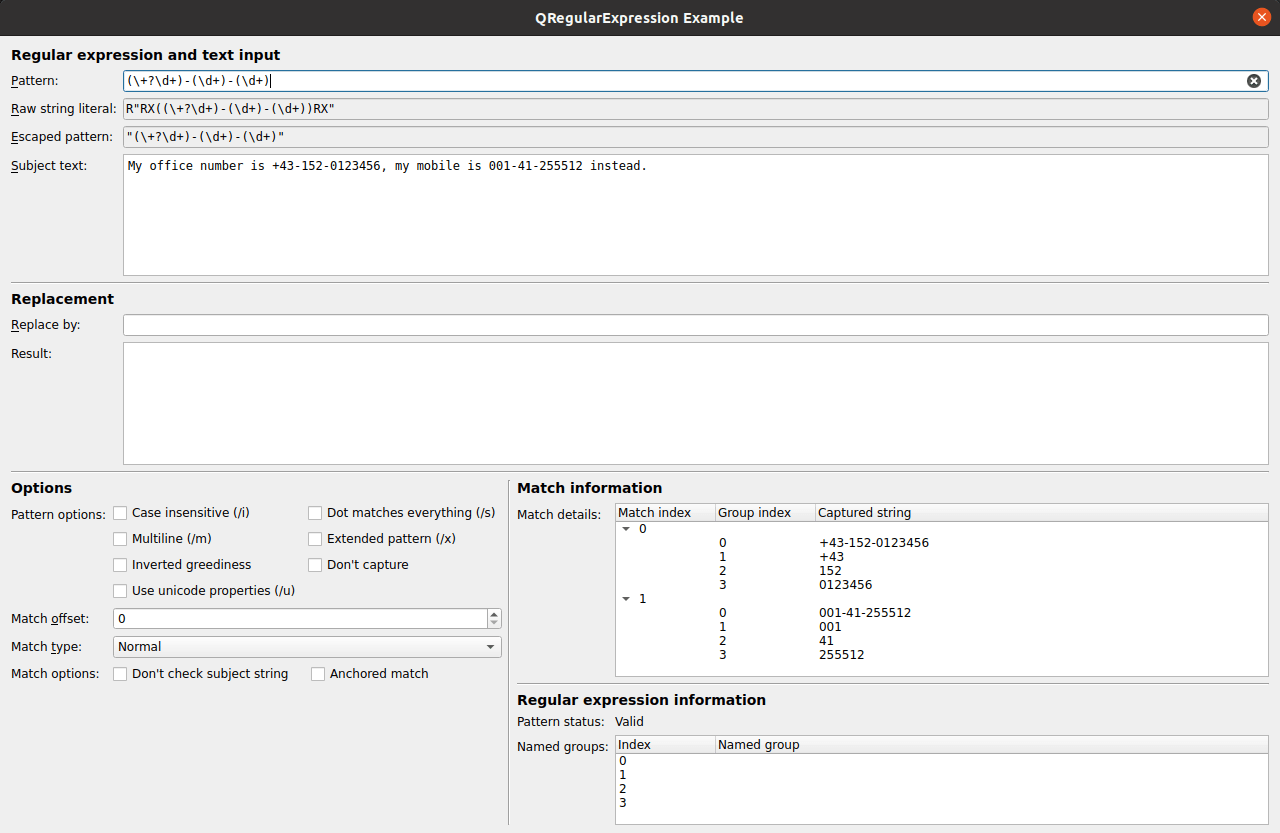 QRegularExpression Example
Regular expression and text input
Pattern: (\+?\d+)-(\d+)-(\d+)
Raw string literal: R"RX((\+?\d+)-(\d+)-(\d+))RX"
Escaped pattern: "(\+?\d+)-(\d+)-(\d+)"
Subject text: My office number is +43-152-0123456, my mobile is 001-41-255512 instead.
Replacement
Replace by:
Result:
Options
Pattern options: Case insensitive (/i) Dot matches everything (/s)
Multiline (/m) Extended pattern (/x)
Inverted greediness Don't capture
Use unicode properties (/u)
Match offset: 0
Match type: Normal
Match options: Don't check subject string Anchored match
Match information
Match details: Match index Group index Captured string
0
0 +43-152-0123456
1 +43
2 152
3 0123456
1
0 001-41-255512
1 001
2 41
3 255512
Regular expression information
Pattern status: Valid
Named groups: Index Named group
0
1
2
3